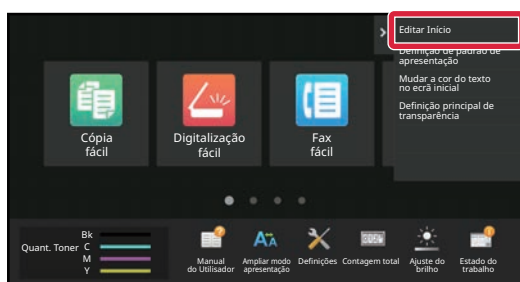 Editar Início
Definição de padrão de
apresentação
Mudar a cor do texto
no ecrã inicial
Definição principal de
transparência
Cópia
fácil
Digitalização
fácil
Fax
fácil
Quant. Toner
Bk
C
M
Y
Manual
do Utilisador
Ampliar modo
apresentação
Definições
Contagem total
Ajuste do
brilho
Estado do
trabalho